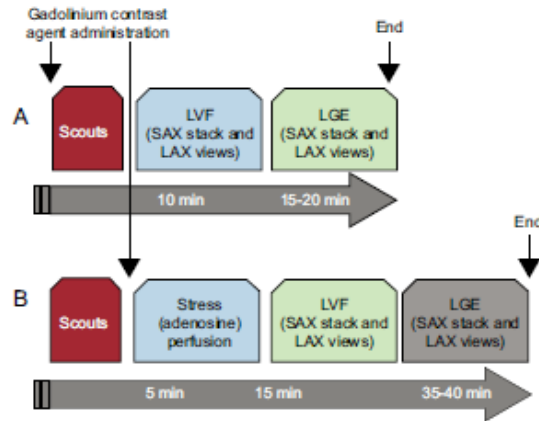 Gadolinium contrast
agent administration
End
A
Scouts
LVF
(SAX stack and
LAX views)
LGE
(SAX stack and
LAX views)
10 min
15-20 min
End
B
Scouts
Stress
(adenosine)
perfusion
LVF
(SAX stack and
LAX views)
LGE
(SAX stack and
LAX views)
5 min
15 min
35-40 min